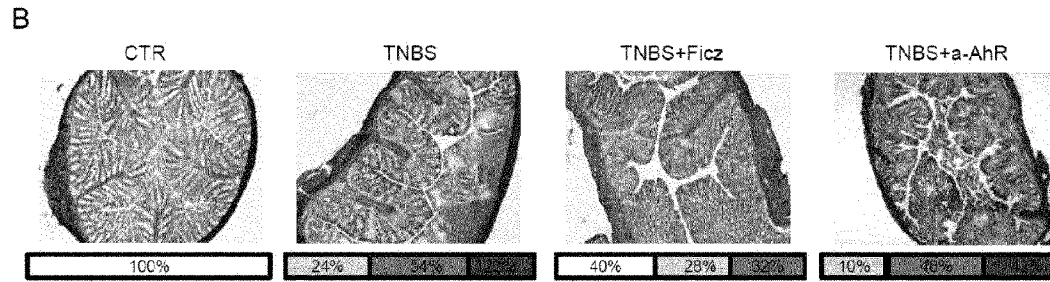 B
CTR TNBS TNBS+Ficz TNBS+a-AhR
100% 24% 54% 40% 28% 32% 10% 48%